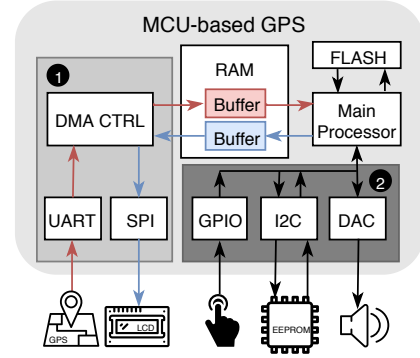 MCU-based GPS
1
RAM
FLASH
DMA CTRL
Buffer
Buffer
Main
Processor
2
UART
SPI
GPIO
I2C
DAC
GPS
LCD
EEPROM